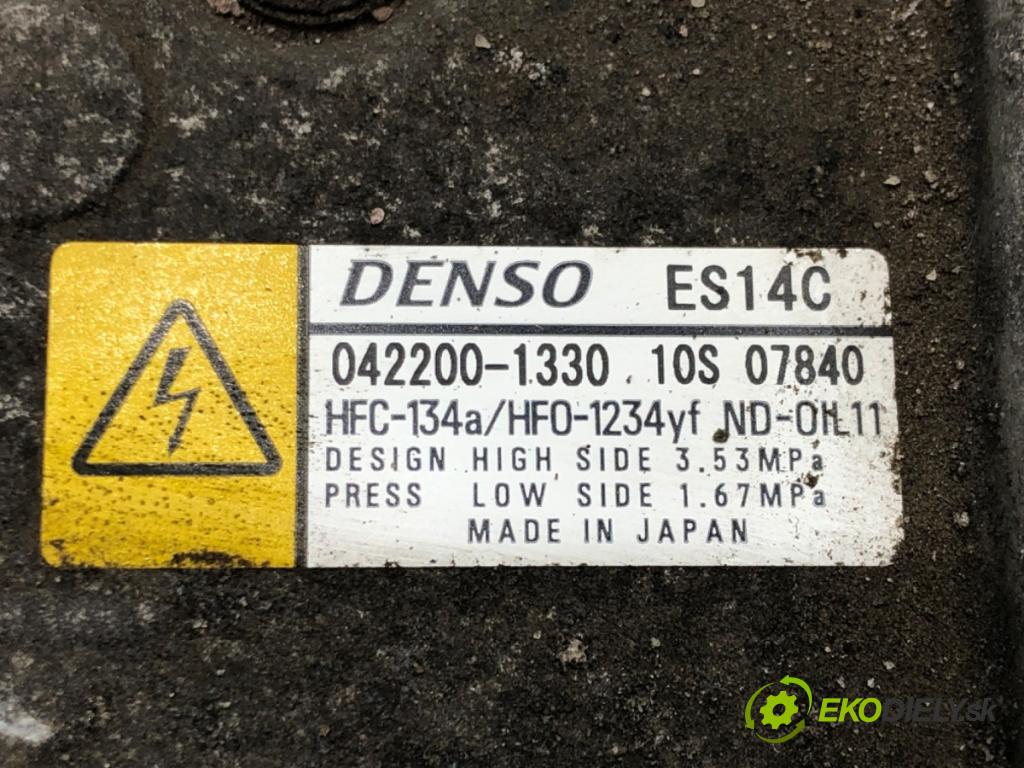 DENSO ES14C
042200-1330 10S 07840
HFC-134a/HFO-1234yf ND-OIL11
DESIGN HIGH SIDE 3.53MPa
PRESS LOW SIDE 1.67MPa
MADE IN JAPAN
EKODIELY.sk